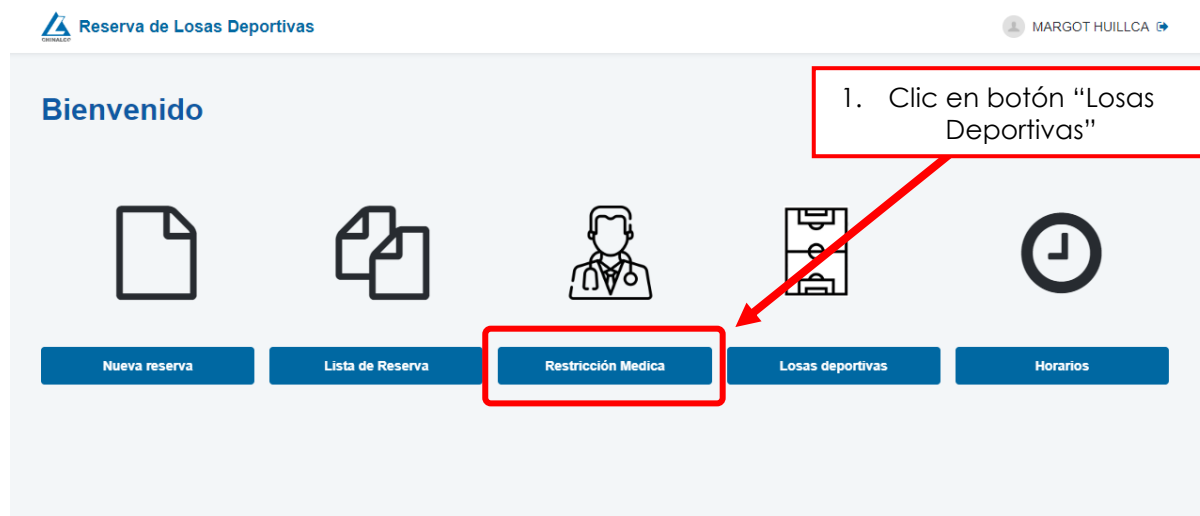 CHINALCO
Reserva de Losas Deportivas
MARGOT HUILLCA
Bienvenido
1. Clic en botón “Losas
Deportivas”
Nueva reserva
Lista de Reserva
Restricción Medica
Losas deportivas
Horarios